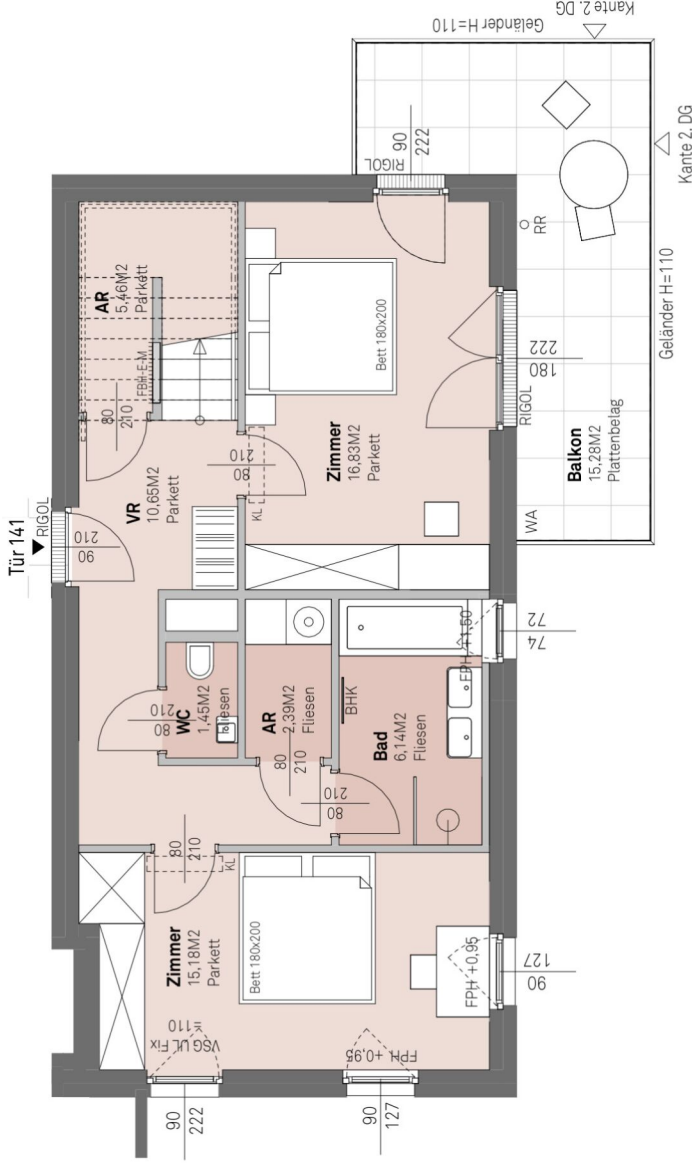 Kante 2. DG
Geländer H=110
Kante 2. DG
Geländer H=110
90
222
RIGOL
RR
222
180
RIGOL
WA
Balkon
15,28M2
Plattenbelag
AR
5,46M2
Parkett
FBH-E-M
80
210
Bett 180x200
Zimmer
16,83M2
Parkett
210
80
KL
VR
10,65M2
Parkett
Tür 141
RIGOL
210
90
WC
1,45M2
Fliesen
210
80
AR
2,39M2
Fliesen
80
210
BHK
Bad
6,14M2
Fliesen
210
80
FPH +1,50
72
74
80
210
KL
Zimmer
15,18M2
Parkett
Bett 180x200
FPH +0,95
127
90
VSG UL Fix
=110
FPH +0,95
90
222
90
127